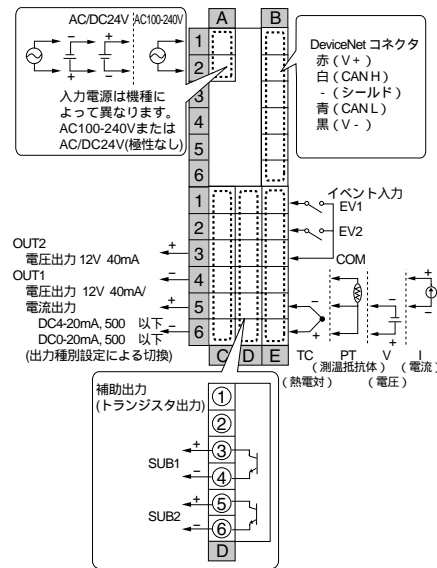 AC/DC24V AC100-240V
入力電源は機種に
よって異なります。
AC100-240Vまたは
AC/DC24V(極性なし)
A
B
1
2
3
4
5
6
DeviceNet コネクタ
赤(V+)
白(CAN H)
-(シールド)
青(CAN L)
黒(V-)
1
2
3
4
5
6
C D E
イベント入力
EV1
EV2
COM
OUT2
電圧出力 12V 40mA
OUT1
電圧出力 12V 40mA/
電流出力
DC4-20mA, 500 以下
DC0-20mA, 500 以下
(出力種別設定による切換)
+
-
+
-
-
+
-
+
-
+
TC
(熱電対)
PT
(測温抵抗体)
V
(電圧)
I
(電流)
補助出力
(トランジスタ出力)
①
②
③
④
⑤
⑥
D
+
SUB1
-
+
SUB2
-